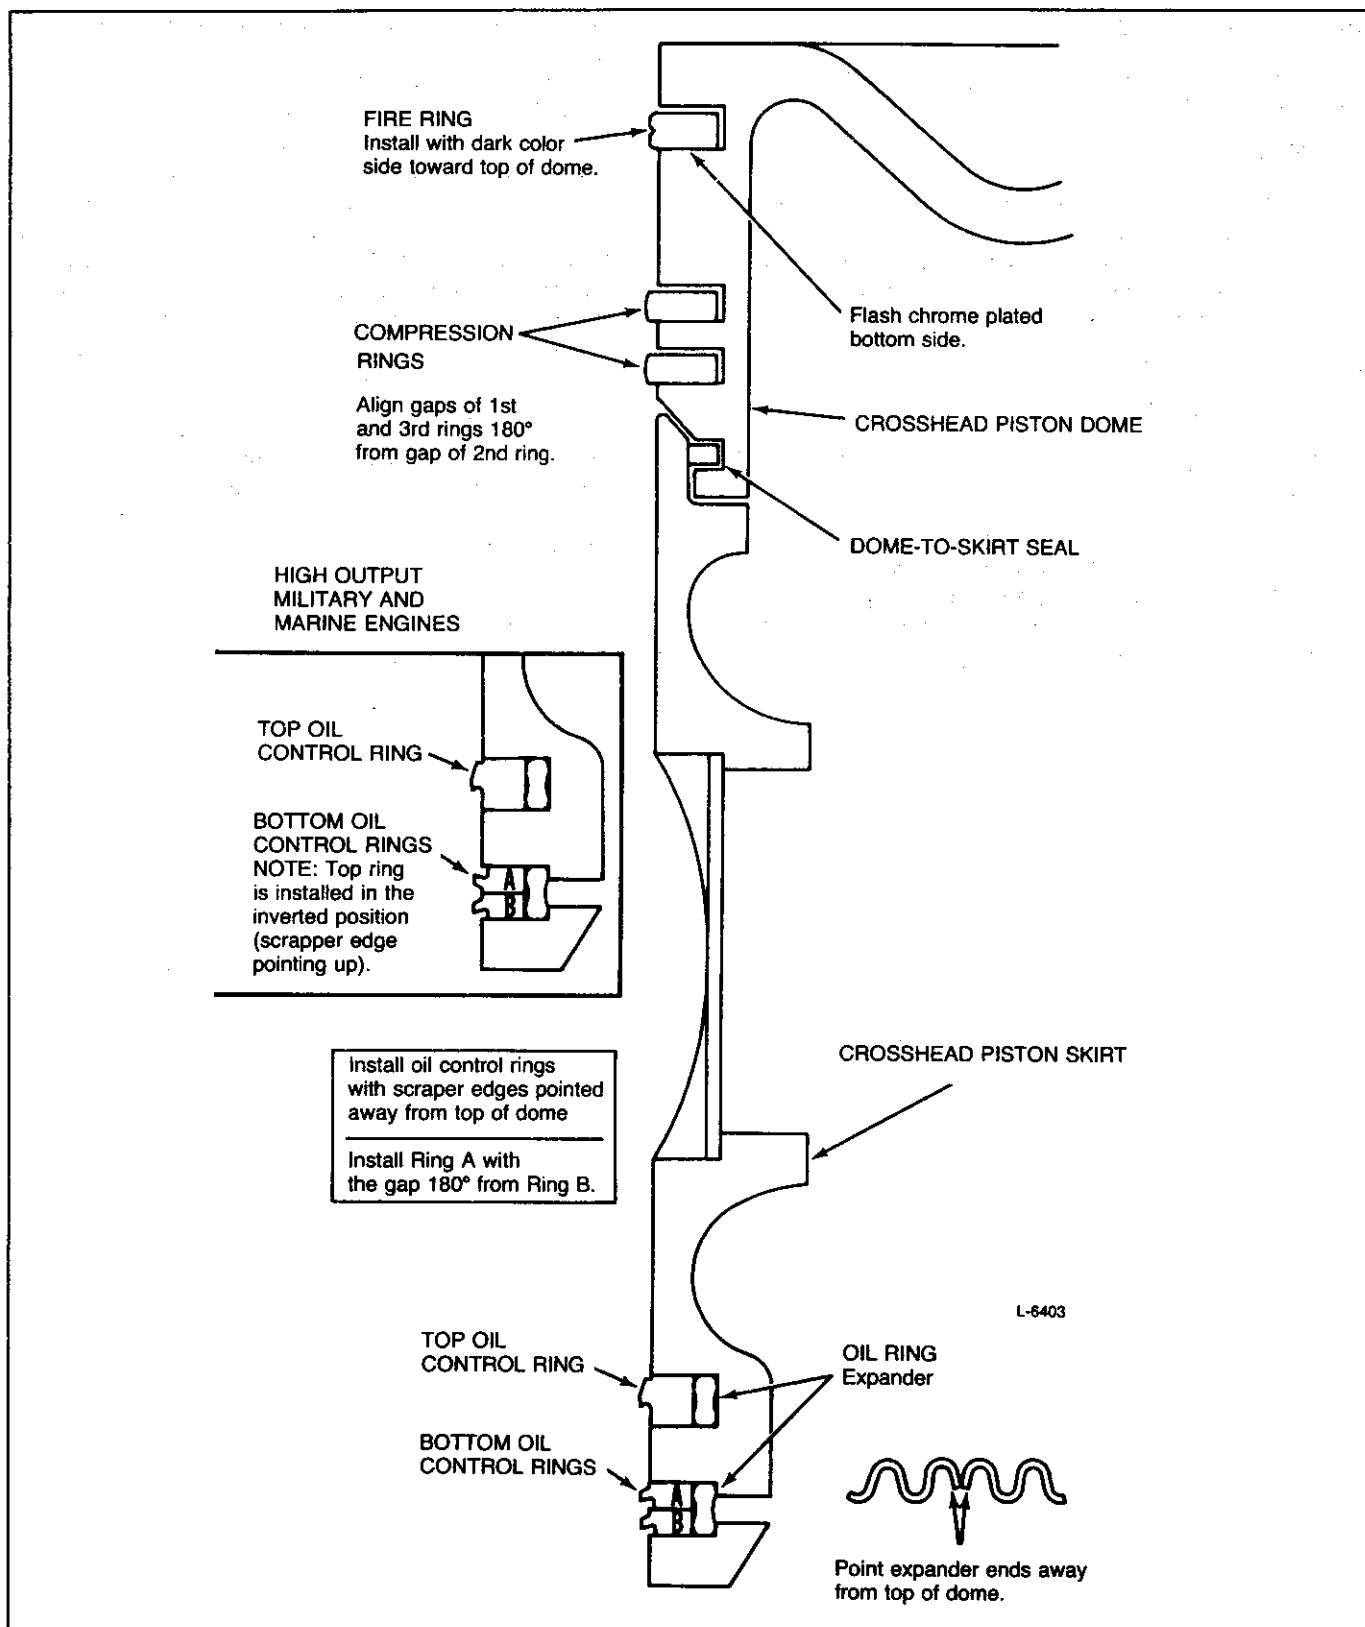 FIRE RING
Install with dark color
side toward top of dome.
Flash chrome plated
bottom side.
COMPRESSION
RINGS
Align gaps of 1st
and 3rd rings 180°
from gap of 2nd ring.
CROSSHEAD PISTON DOME
DOME-TO-SKIRT SEAL
HIGH OUTPUT
MILITARY AND
MARINE ENGINES
TOP OIL
CONTROL RING
BOTTOM OIL
CONTROL RINGS
NOTE: Top ring
is installed in the
inverted position
(scrapper edge
pointing up).
A
B
Install oil control rings
with scraper edges pointed
away from top of dome
Install Ring A with
the gap 180° from Ring B.
CROSSHEAD PISTON SKIRT
L-6403
TOP OIL
CONTROL RING
OIL RING
Expander
BOTTOM OIL
CONTROL RINGS
A
B
Point expander ends away
from top of dome.